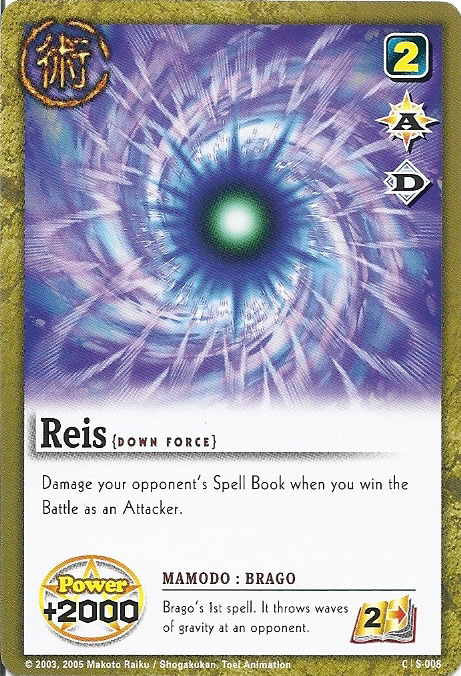 術
2
A
D
Reis {DOWN FORCE}
Damage your opponent's Spell Book when you win the
Battle as an Attacker.
Power
+2000
MAMODO : BRAGO
Brago's 1st spell. It throws waves
of gravity at an opponent.
2
© 2003, 2005 Makoto Raiku / Shogakukan, Toei Animation
C | S-005